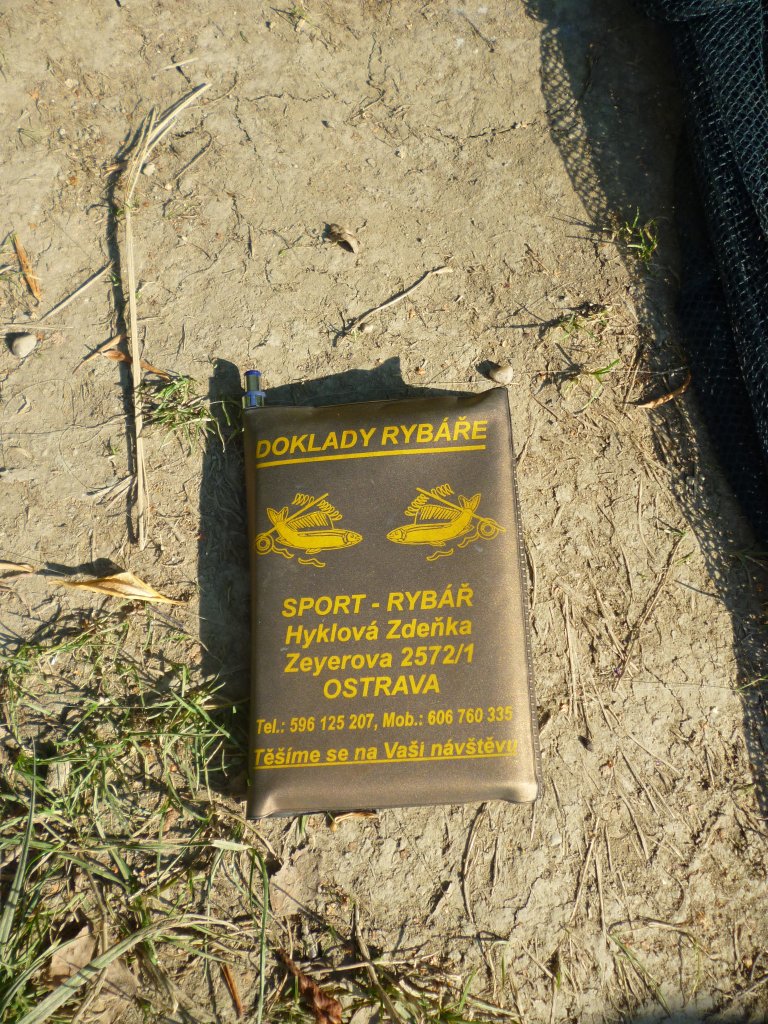 DOKLADY RYBÁŘE
SPORT - RYBÁŘ
Hyklová Zdeňka
Zeyerova 2572/1
OSTRAVA
Tel.: 596 125 207, Mob.: 606 760 335
Těšíme se na Vaši návštěvu